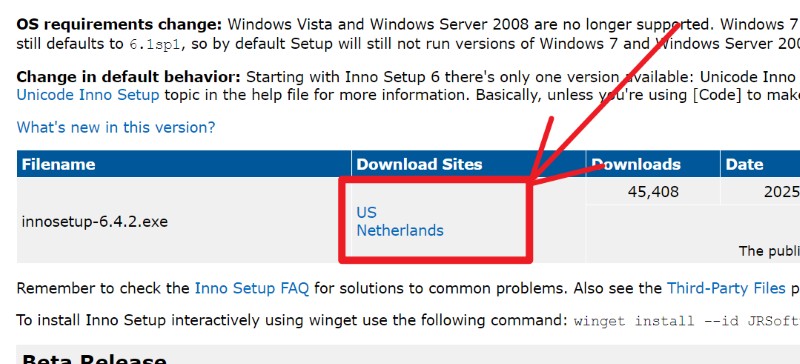 OS requirements change: Windows Vista and Windows Server 2008 are no longer supported. Windows 7
still defaults to 6.1sp1, so by default Setup will still not run versions of Windows 7 and Windows Server 200
Change in default behavior: Starting with Inno Setup 6 there's only one version available: Unicode Inno
Unicode Inno Setup topic in the help file for more information. Basically, unless you're using [Code] to make
What's new in this version?
Filename Download Sites Downloads Date
45,408 2025
innosetup-6.4.2.exe
US
Netherlands
The publi
Remember to check the Inno Setup FAQ for solutions to common problems. Also see the Third-Party Files p
To install Inno Setup interactively using winget use the following command: winget install --id JRSoft
Beta Release